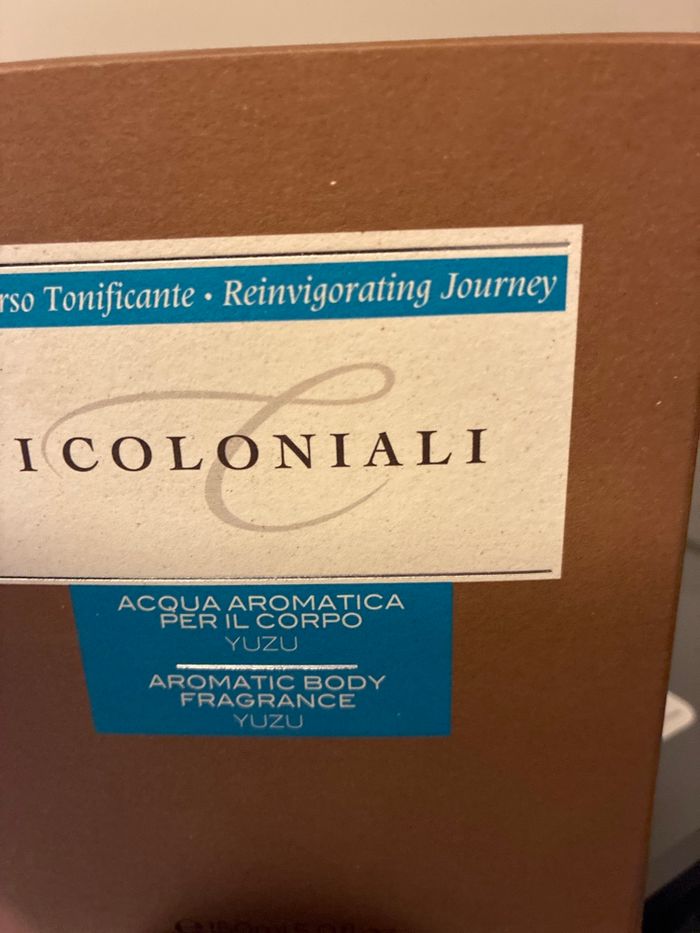 rso Tonificante • Reinvigorating Journey
I COLONIALI
ACQUA AROMATICA
PER IL CORPO
YUZU
AROMATIC BODY
FRAGRANCE
YUZU